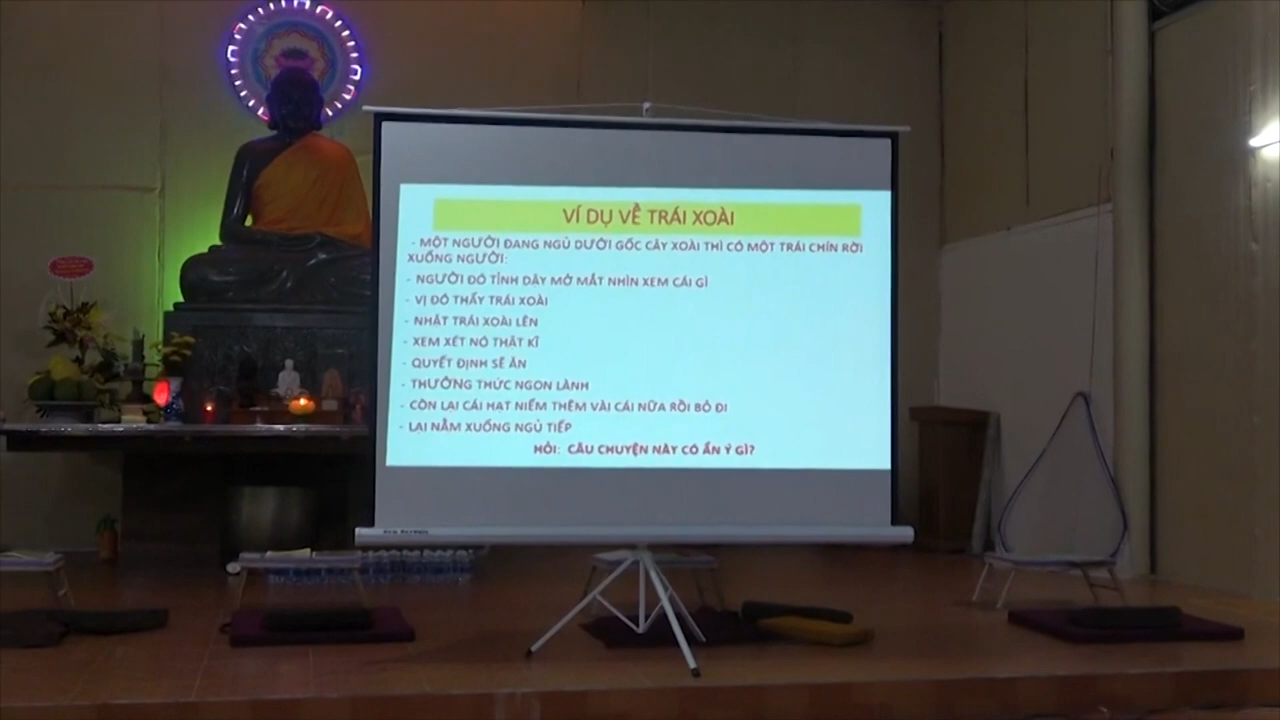 VÍ DỤ VỀ TRÁI XOÀI
- MỘT NGƯỜI ĐANG NGỦ DƯỚI GỐC CÂY XOÀI THÌ CÓ MỘT TRÁI CHÍN RỜI
XUỐNG NGƯỜI:
- NGƯỜI ĐÓ TỈNH DẬY MỞ MẮT NHÌN XEM CÁI GÌ
- VỊ ĐÓ THẤY TRÁI XOÀI
- NHẶT TRÁI XOÀI LÊN
- XEM XÉT NÓ THẬT KĨ
- QUYẾT ĐỊNH SẼ ĂN
- THƯỞNG THỨC NGON LÀNH
- CÒN LẠI CÁI HẠT NIẾM THÊM VÀI CÁI NỮA RỒI BỎ ĐI
- LẠI NẰM XUỐNG NGỦ TIẾP
HỎI: CÂU CHUYỆN NÀY CÓ ẨN Ý GÌ?